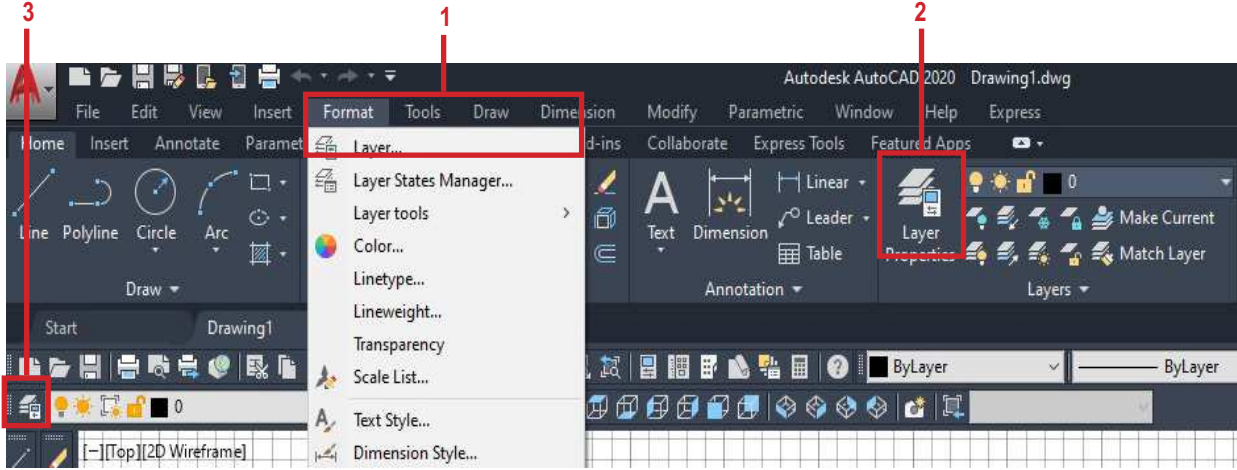 3
1
2
Autodesk AutoCAD 2020 Drawing1.dwg
File Edit View Insert Format Tools Draw Dimension Modify Parametric Window Help Express
Home Insert Annotate Paramet d-ins Collaborate Express Tools Featured Apps
Layer...
Layer States Manager...
Layer tools
Color...
Linetype...
Lineweight...
Transparency
Scale List...
Text Style...
Dimension Style...
Line Polyline Circle Arc
Draw
A
Text Dimension
Linear
Leader
Table
Annotation
Layer
Properties
0
Make Current
Match Layer
Layers
Start Drawing1
ByLayer ByLayer
0
[−][Top][2D Wireframe]